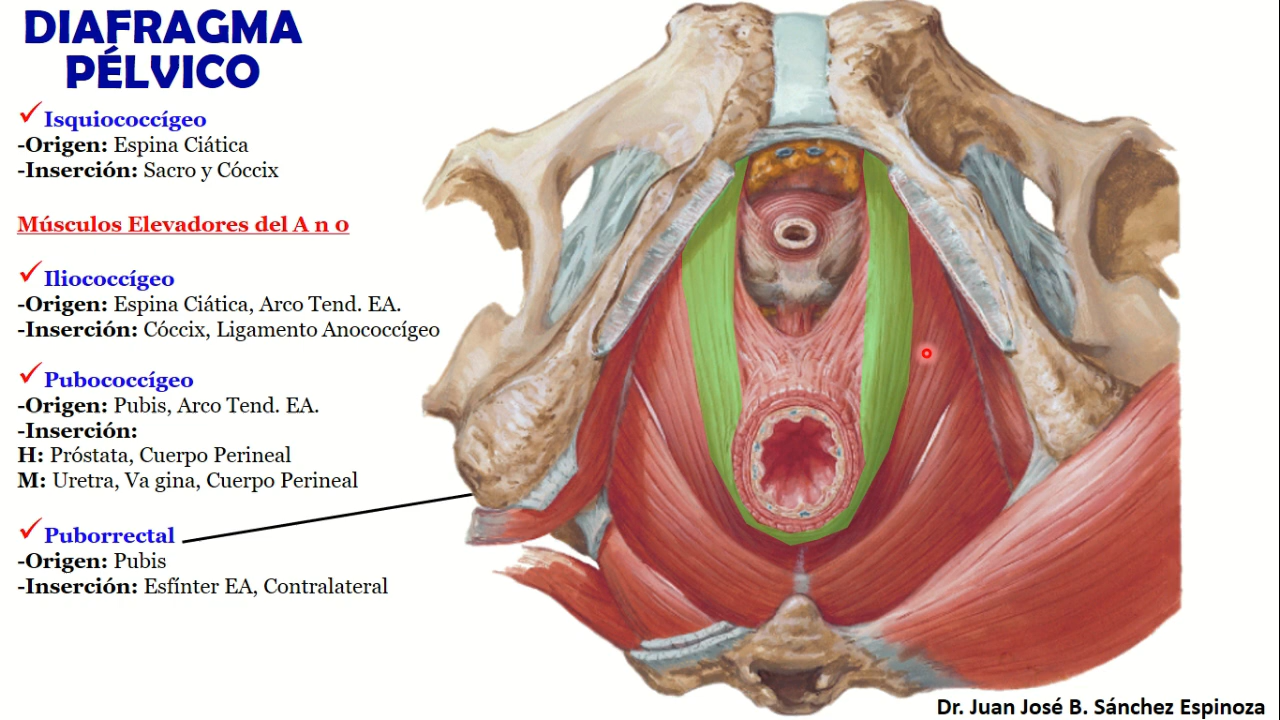 DIAFRAGMA
PÉLVICO
Isquiococcígeo
-Origen: Espina Ciática
-Inserción: Sacro y Cóccix
Músculos Elevadores del A n o
Iliococcígeo
-Origen: Espina Ciática, Arco Tend. EA.
-Inserción: Cóccix, Ligamento Anococcígeo
Pubococcígeo
-Origen: Pubis, Arco Tend. EA.
-Inserción:
H: Próstata, Cuerpo Perineal
M: Uretra, Va gina, Cuerpo Perineal
Puborrectal
-Origen: Pubis
-Inserción: Esfínter EA, Contralateral
Dr. Juan José B. Sánchez Espinoza